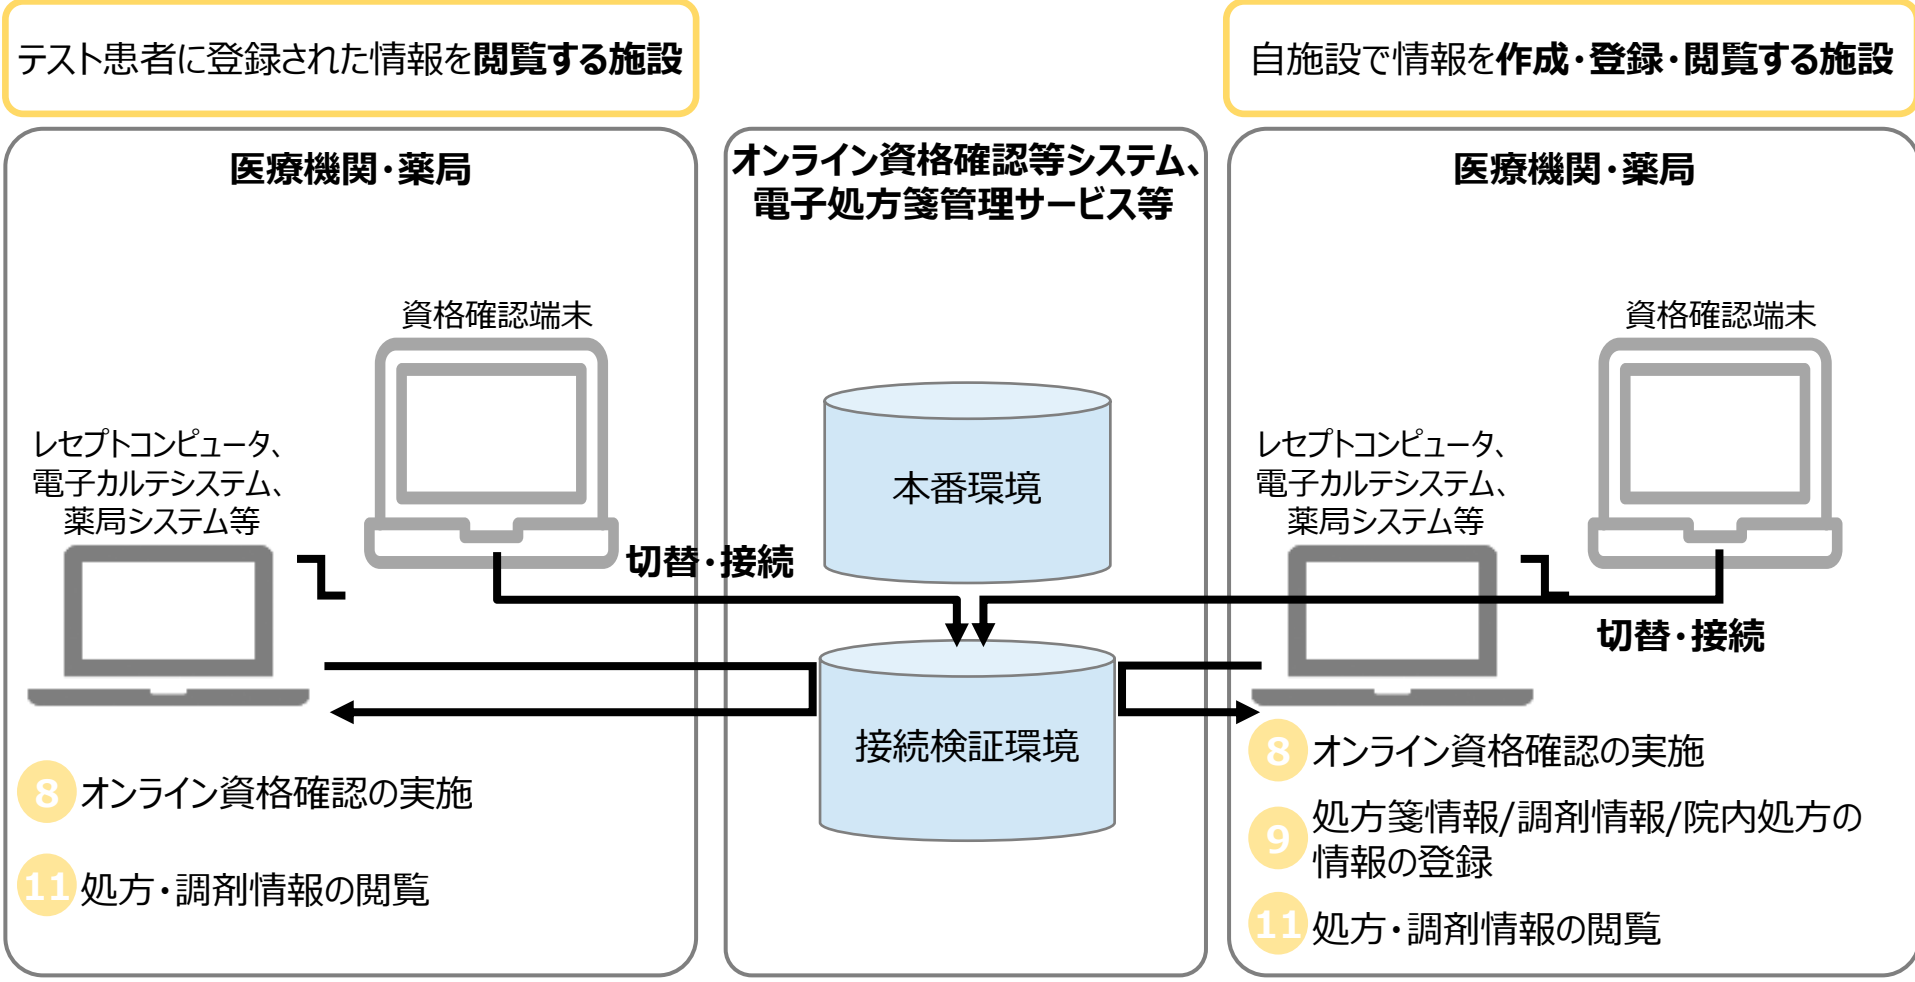 テスト患者に登録された情報を閲覧する施設
自施設で情報を作成・登録・閲覧する施設
医療機関・薬局
資格確認端末
レセプトコンピュータ、
電子カルテシステム、
薬局システム等
切替・接続
8 オンライン資格確認の実施
11 処方・調剤情報の閲覧
オンライン資格確認等システム、
電子処方箋管理サービス等
本番環境
接続検証環境
医療機関・薬局
資格確認端末
レセプトコンピュータ、
電子カルテシステム、
薬局システム等
切替・接続
8 オンライン資格確認の実施
9 処方箋情報/調剤情報/院内処方の
情報の登録
11 処方・調剤情報の閲覧